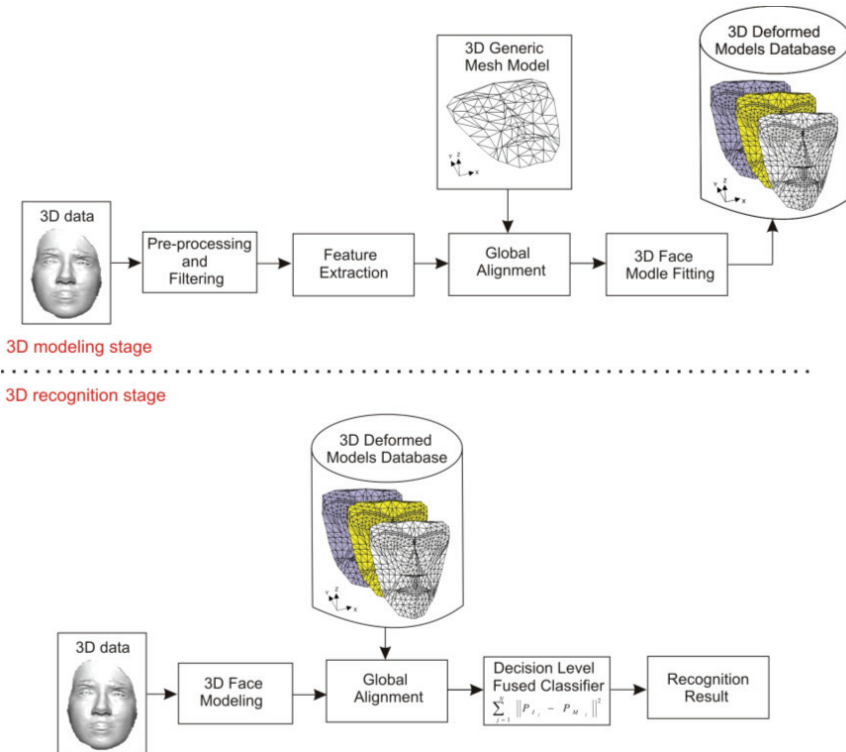 3D Deformed
Models Database
3D Generic
Mesh Model
Y Z X
Y Z X
3D data
Pre-processing
and
Filtering
Feature
Extraction
Global
Alignment
3D Face
Modle Fitting
3D modeling stage
3D recognition stage
3D Deformed
Models Database
Y Z X
3D data
3D Face
Modeling
Global
Alignment
Decision Level
Fused Classifier
Recognition
Result